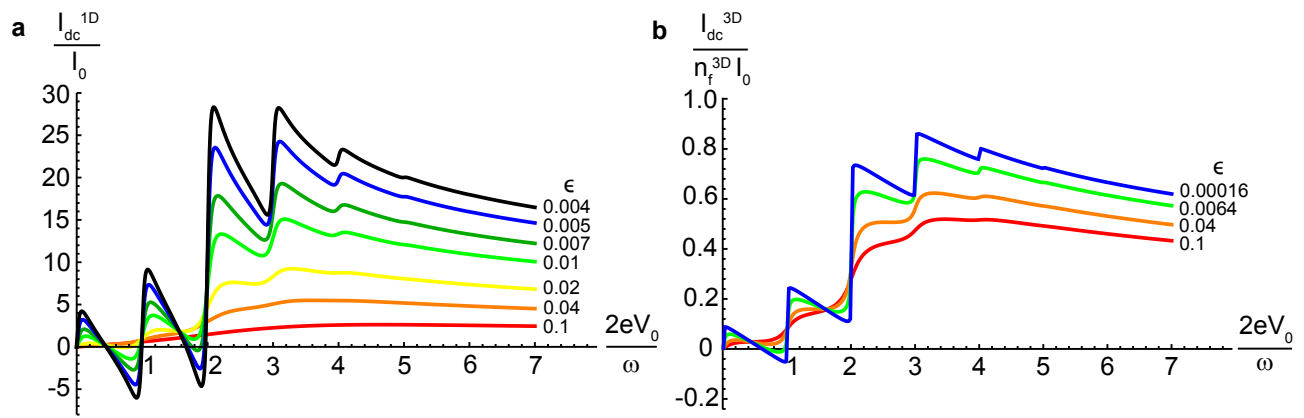 a
I_dc^1D
I_0
30
25
20
15
10
5
0
-5
1 2 3 4 5 6 7
2eV_0
ω
ϵ
0.004
0.005
0.007
0.01
0.02
0.04
0.1
b
I_dc^3D
n_f^3D I_0
1.0
0.8
0.6
0.4
0.2
0
-0.2
1 2 3 4 5 6 7
2eV_0
ω
ϵ
0.00016
0.0064
0.04
0.1